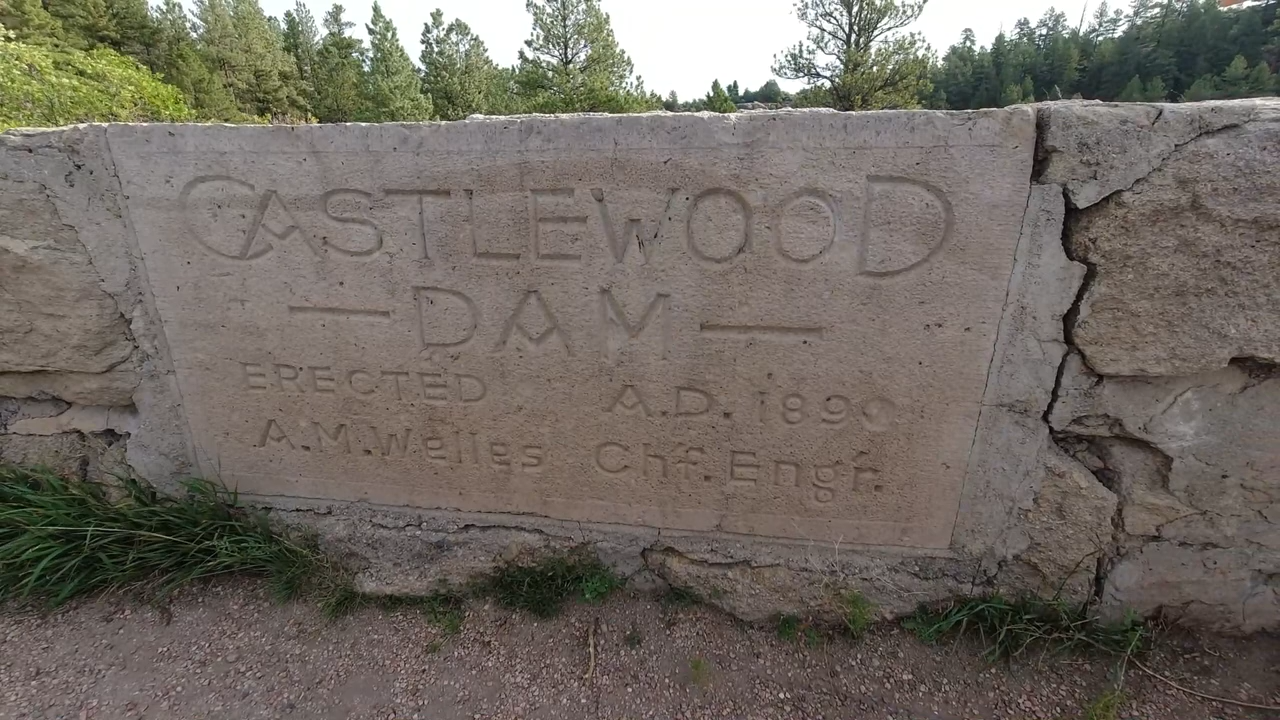 CASTLEWOOD
— DAM —
ERECTED A.D. 1890
A.M. Welles Chf. Engr.